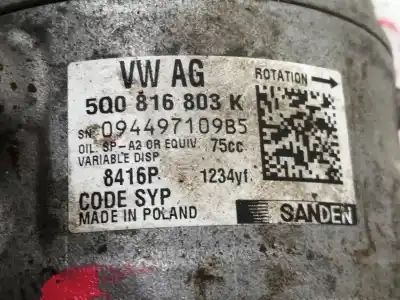 VW AG
ROTATION
5Q0 816 803 K
SN: 094497109B5
OIL: SP-A2 OR EQUIV. 75cc
VARIABLE DISP
8416P 1234yf
CODE SYP
MADE IN POLAND
SANDEN